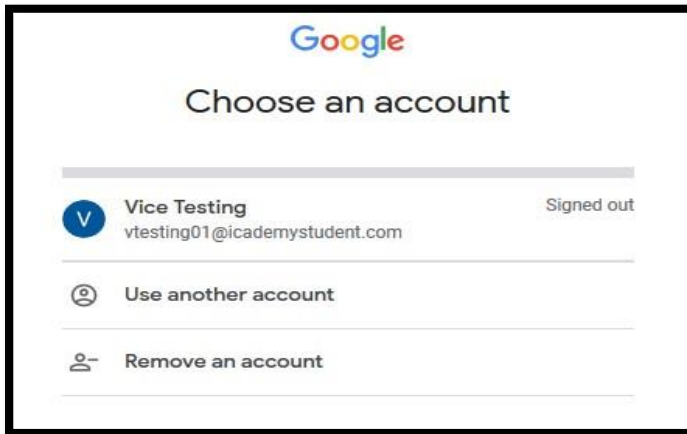 Google
Choose an account
V
Vice Testing
Signed out
vtesting01@icademystudent.com
Use another account
Remove an account